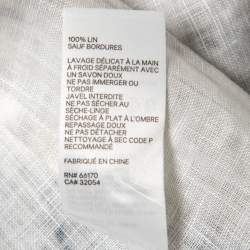 100% LIN
SAUF BORDURES
LAVAGE DÉLICAT À LA MAIN
À FROID SÉPARÉMENT AVEC
UN SAVON DOUX
NE PAS IMMERGER OU
TORDRE
JAVEL INTERDITE
NE PAS SÉCHER AU
SÈCHE-LINGE
SÉCHAGE À PLAT À L'OMBRE
REPASSAGE DOUX
NE PAS DÉTACHER
NETTOYAGE À SEC CODE P
RECOMMANDÉ
FABRIQUÉ EN CHINE
RN# 66170
CA# 32054